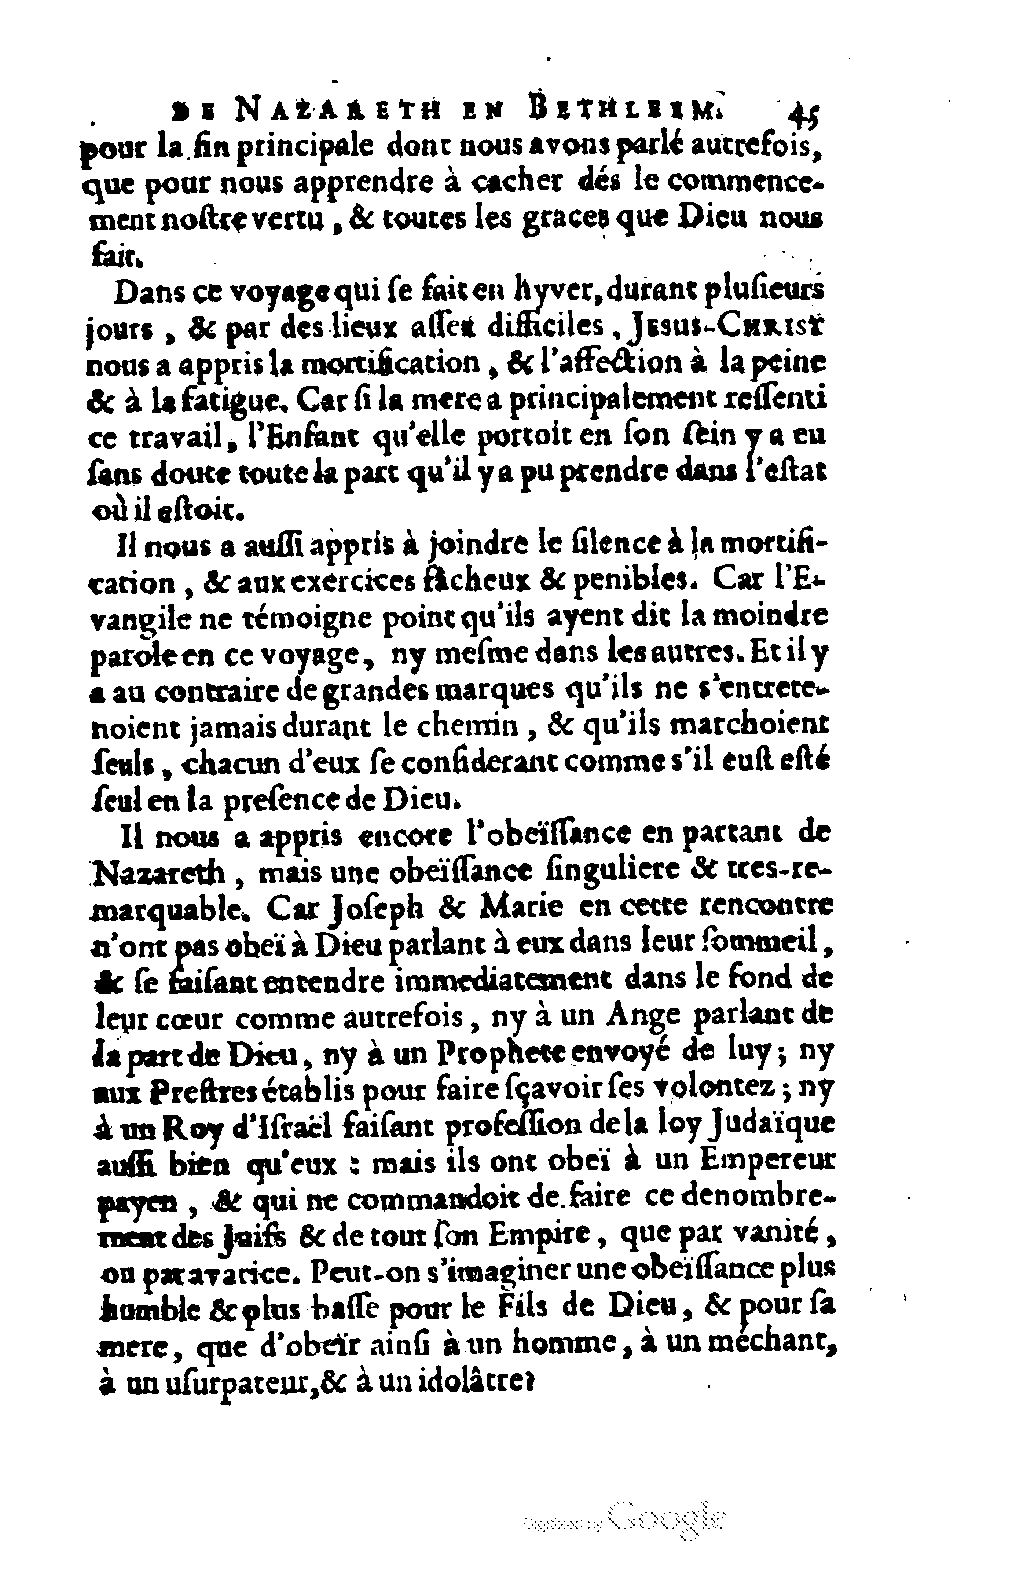 DE NAZARETH EN BETHLEEM. 45
pour la fin principale dont nous avons parlé autrefois,
que pour nous apprendre à cacher dés le commence-
ment noſtre vertu, & toutes les graces que Dieu nous
fait.
Dans ce voyage qui ſe fait en hyver, durant pluſieurs
jours, & par des lieux aſſez difficiles, JESUS-CHRIST
nous a appris la mortification, & l'affection à la peine
& à la fatigue. Car ſi la mere a principalement reſſenti
ce travail, l'Enfant qu'elle portoit en ſon ſein y a eu
ſans doute toute la part qu'il y a pu prendre dans l'eſtat
où il eſtoit.
Il nous a auſſi appris à joindre le ſilence à la mortifi-
cation, & aux exercices fâcheux & penibles. Car l'E-
vangile ne témoigne point qu'ils ayent dit la moindre
parole en ce voyage, ny meſme dans les autres. Et il y
a au contraire de grandes marques qu'ils ne s'entrete-
noient jamais durant le chemin, & qu'ils marchoient
ſeuls, chacun d'eux ſe conſiderant comme s'il euſt eſté
ſeul en la preſence de Dieu.
Il nous a appris encore l'obeïſſance en partant de
Nazareth, mais une obeïſſance ſinguliere & tres-re-
marquable. Car Joſeph & Marie en cette rencontre
n'ont pas obeï à Dieu parlant à eux dans leur ſommeil,
& ſe faiſant entendre immediatement dans le fond de
leur cœur comme autrefois, ny à un Ange parlant de
la part de Dieu, ny à un Prophete envoyé de luy; ny
aux Preſtres établis pour faire ſçavoir ſes volontez; ny
à un Roy d'Iſraël faiſant profeſſion de la loy Judaïque
auſſi bien qu'eux : mais ils ont obeï à un Empereur
payen, & qui ne commandoit de faire ce denombre-
ment des Juifs & de tout ſon Empire, que par vanité,
ou par avarice. Peut-on s'imaginer une obeïſſance plus
humble & plus baſſe pour le Fils de Dieu, & pour ſa
mere, que d'obeïr ainſi à un homme, à un méchant,
à un uſurpateur, & à un idolâtre?
Digitized by Google